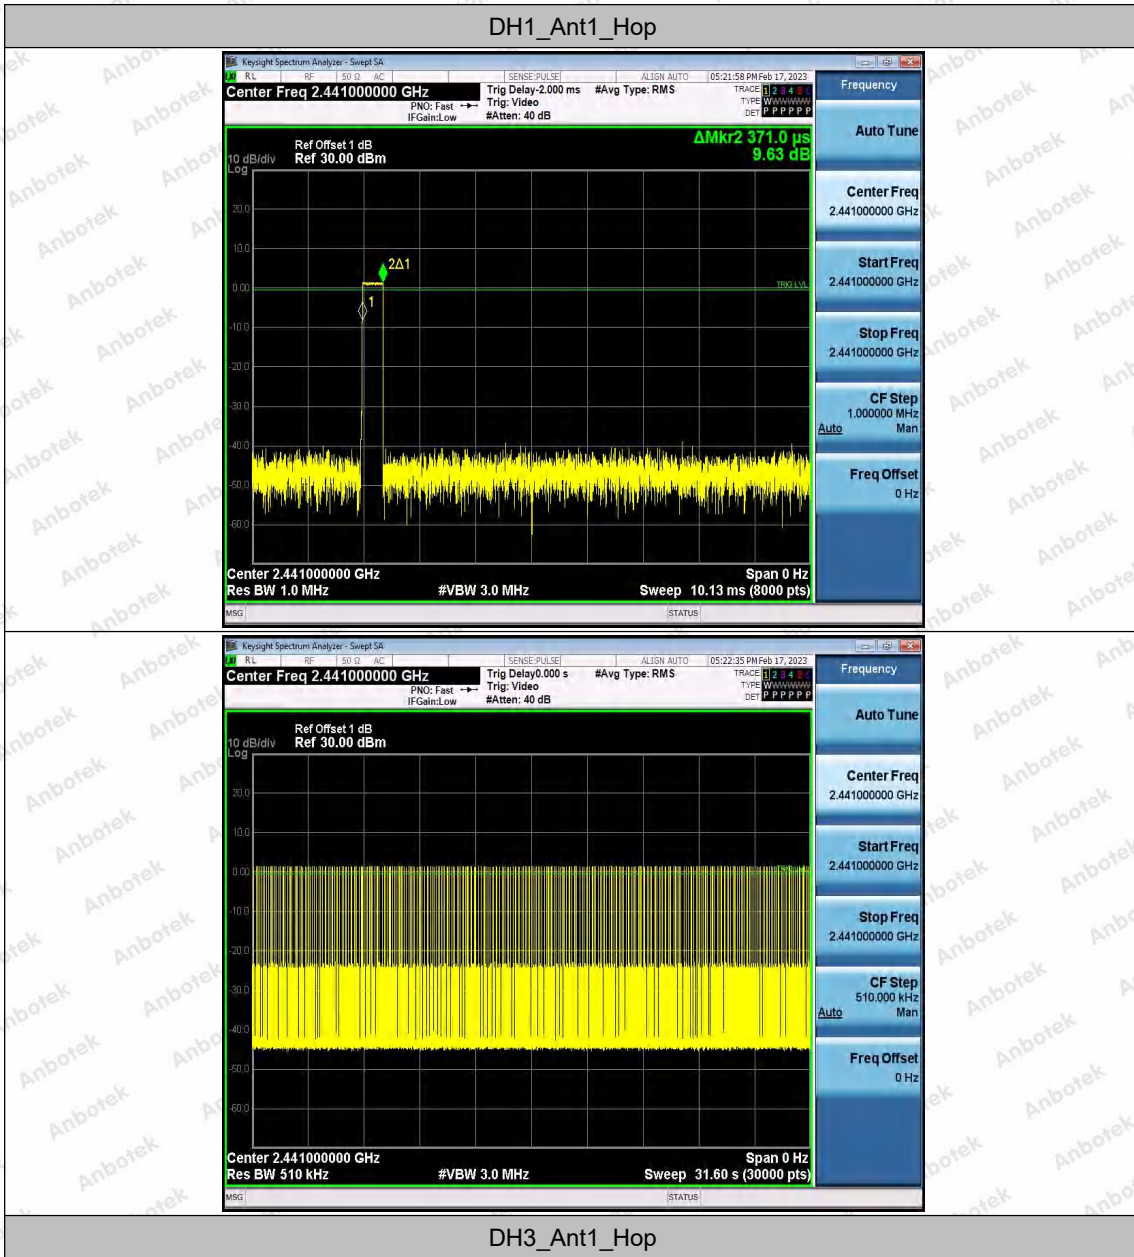 DH1_Ant1_Hop
Keysight Spectrum Analyzer - Swept SA
RL RF 50 Ω AC SENSE:PULSE ALIGN AUTO 05:21:58 PM Feb 17, 2023
Center Freq 2.441000000 GHz
PNO: Fast
IFGain:Low
Trig Delay-2.000 ms
Trig: Video
#Atten: 40 dB
#Avg Type: RMS
TRACE 1 2 3 4 5 6
TYPE WWWWWW
DET P P P P P P
ΔMkr2 371.0 µs
9.63 dB
Ref Offset 1 dB
10 dB/div Ref 30.00 dBm
Log
20.0
10.0
0.00
-10.0
-20.0
-30.0
-40.0
-50.0
-60.0
2Δ1
1
TRIG LVL
Center 2.441000000 GHz Span 0 Hz
Res BW 1.0 MHz #VBW 3.0 MHz Sweep 10.13 ms (8000 pts)
MSG STATUS
Frequency
Auto Tune
Center Freq
2.441000000 GHz
Start Freq
2.441000000 GHz
Stop Freq
2.441000000 GHz
CF Step
1.000000 MHz
Auto Man
Freq Offset
0 Hz
Keysight Spectrum Analyzer - Swept SA
RL RF 50 Ω AC SENSE:PULSE ALIGN AUTO 05:22:35 PM Feb 17, 2023
Center Freq 2.441000000 GHz
PNO: Fast
IFGain:Low
Trig Delay0.000 s
Trig: Video
#Atten: 40 dB
#Avg Type: RMS
TRACE 1 2 3 4 5 6
TYPE WWWWWW
DET P P P P P P
Ref Offset 1 dB
10 dB/div Ref 30.00 dBm
Log
20.0
10.0
0.00
-10.0
-20.0
-30.0
-40.0
-50.0
-60.0
Center 2.441000000 GHz Span 0 Hz
Res BW 510 kHz #VBW 3.0 MHz Sweep 31.60 s (30000 pts)
MSG STATUS
Frequency
Auto Tune
Center Freq
2.441000000 GHz
Start Freq
2.441000000 GHz
Stop Freq
2.441000000 GHz
CF Step
510.000 kHz
Auto Man
Freq Offset
0 Hz
DH3_Ant1_Hop
Anbotek